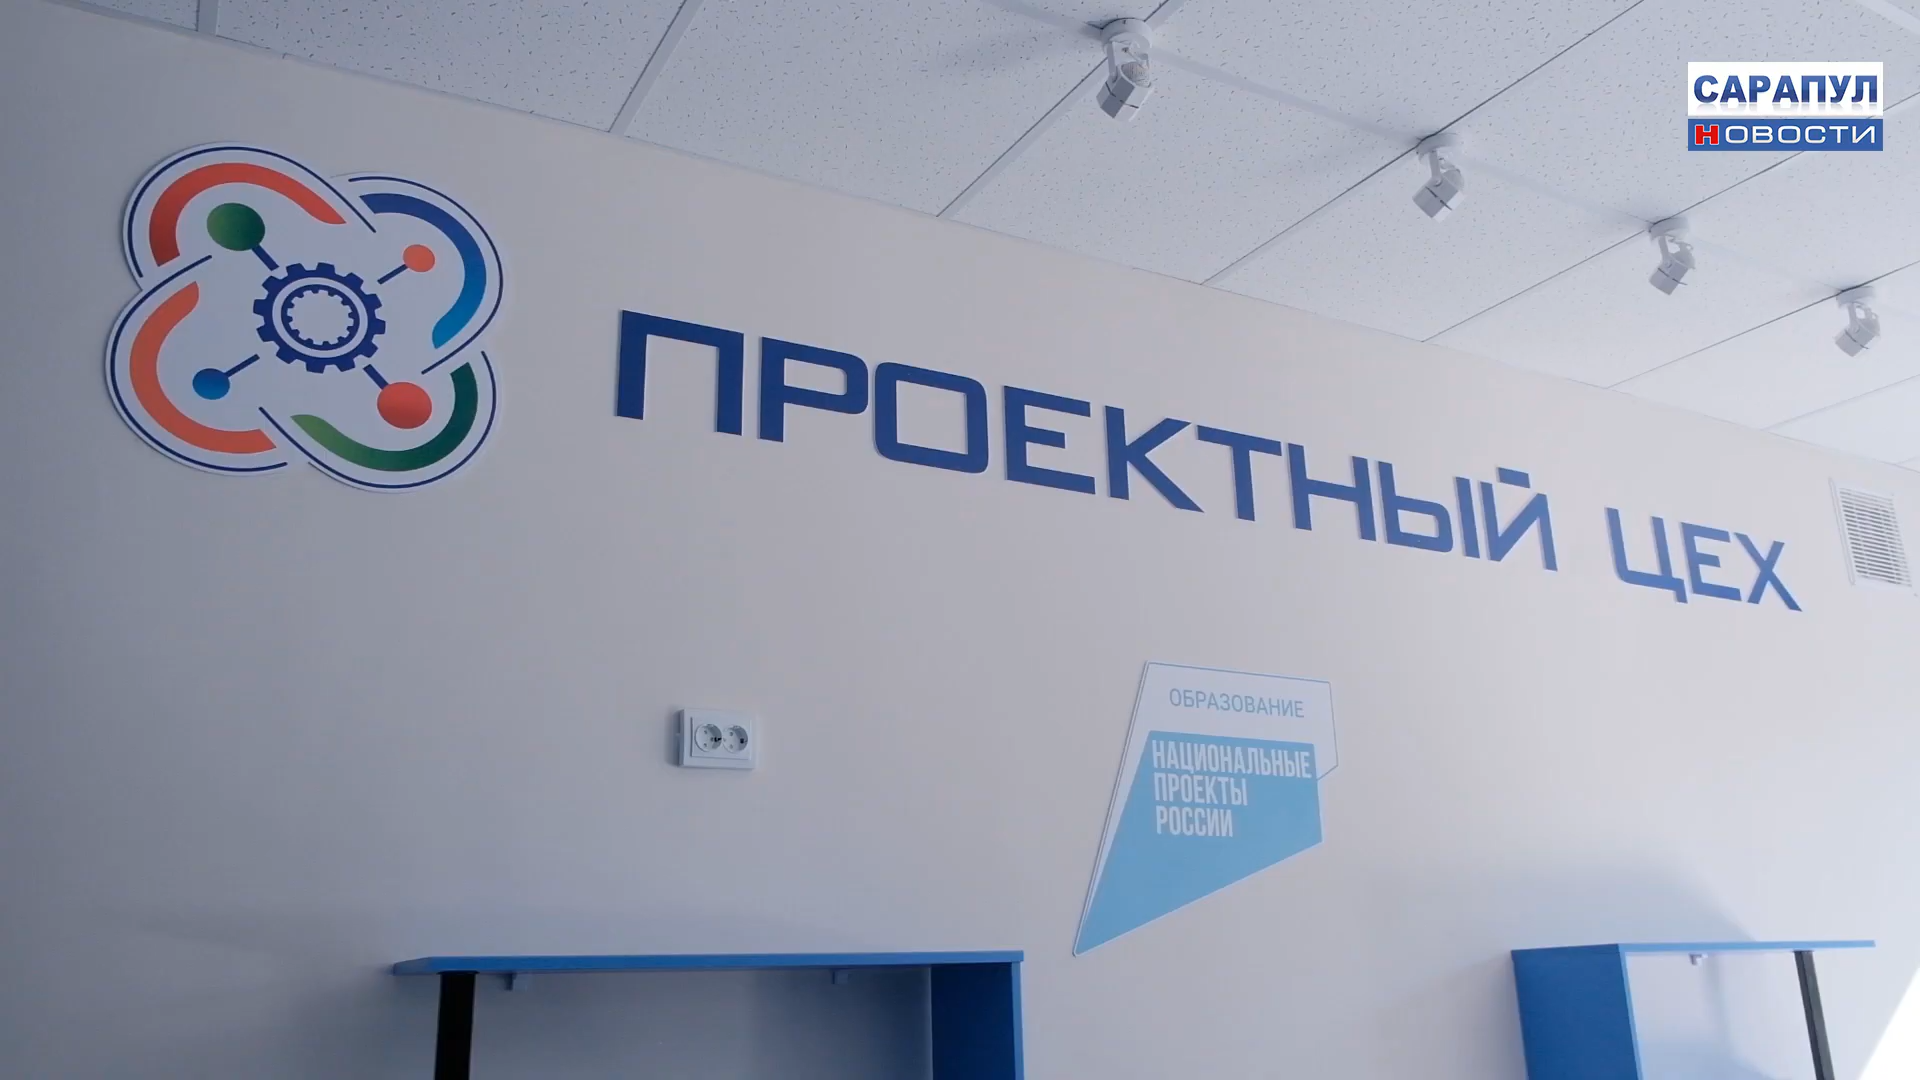 САРАПУЛ
НОВОСТИ
ПРОЕКТНЫЙ ЦЕХ
ОБРАЗОВАНИЕ
НАЦИОНАЛЬНЫЕ
ПРОЕКТЫ
РОССИИ